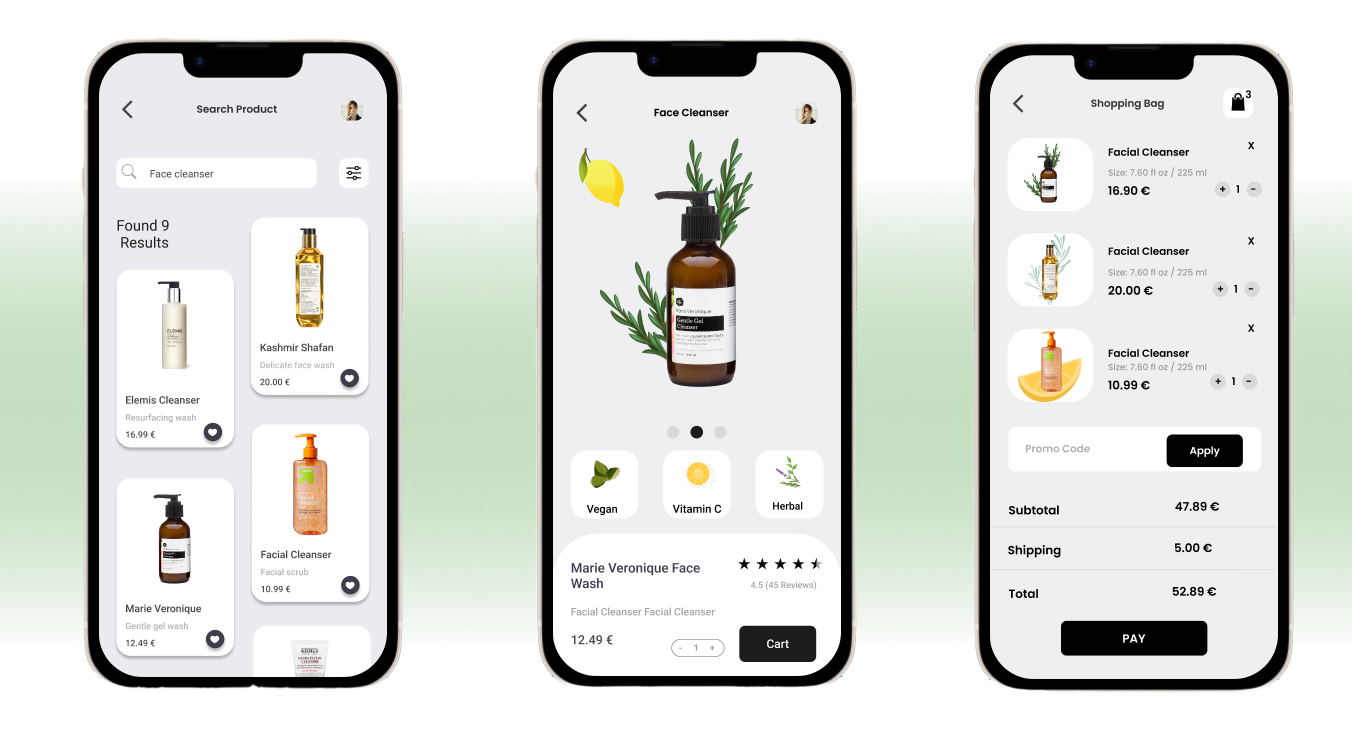 Search Product
Face cleanser
Found 9
Results
ELEMIS
Elemis Cleanser
Resurfacing wash
16.99 €
Kashmir Shafan
Delicate face wash
20.00 €
Marie Veronique
Gentle gel wash
12.49 €
Facial Cleanser
Facial scrub
10.99 €
ULTRA FACIAL
CLEANSER
Face Cleanser
Marie Veronique
Gentle Gel
Cleanser
Vegan
Vitamin C
Herbal
Marie Veronique Face
Wash
4.5 (45 Reviews)
Facial Cleanser Facial Cleanser
12.49 €
- 1 +
Cart
Shopping Bag
3
Facial Cleanser
X
Size: 7.60 fl oz / 225 ml
16.90 €
+ 1 -
Facial Cleanser
X
Size: 7.60 fl oz / 225 ml
20.00 €
+ 1 -
Facial Cleanser
X
Size: 7.60 fl oz / 225 ml
10.99 €
+ 1 -
Promo Code
Apply
Subtotal
47.89 €
Shipping
5.00 €
Total
52.89 €
PAY